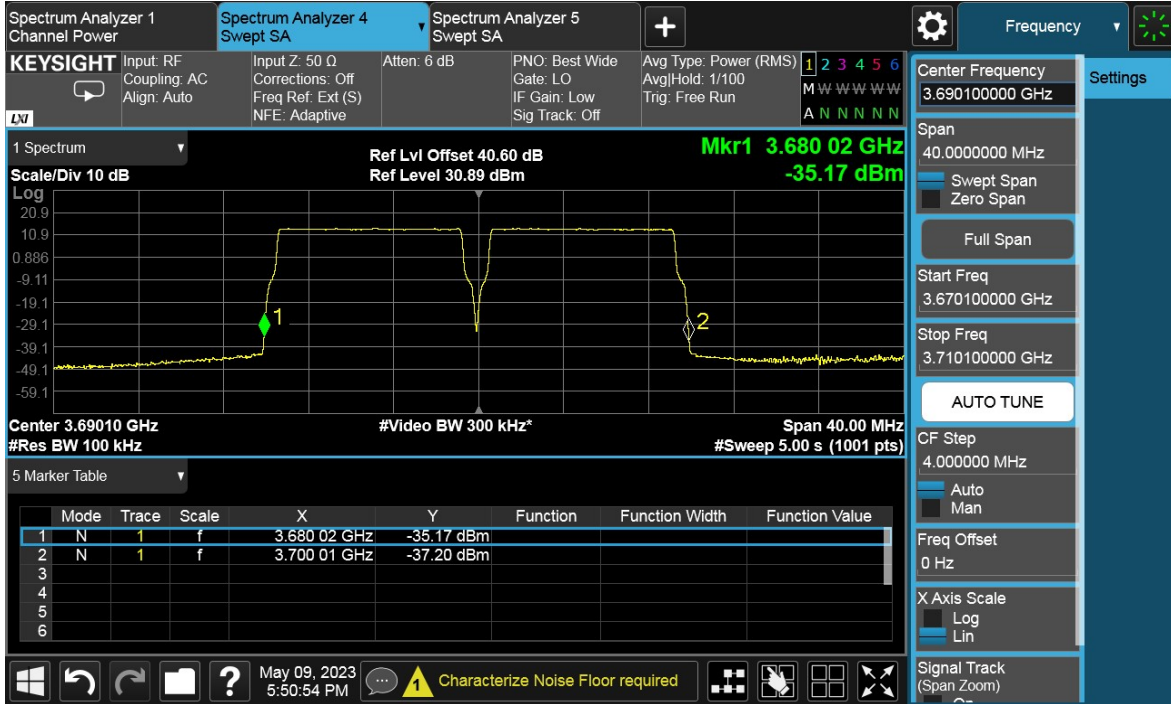 Spectrum Analyzer 1
Channel Power
Spectrum Analyzer 4
Swept SA
Spectrum Analyzer 5
Swept SA
+
Frequency
KEYSIGHT
LXI
Input: RF
Coupling: AC
Align: Auto
Input Z: 50 Ω
Corrections: Off
Freq Ref: Ext (S)
NFE: Adaptive
Atten: 6 dB
PNO: Best Wide
Gate: LO
IF Gain: Low
Sig Track: Off
Avg Type: Power (RMS)
Avg|Hold: 1/100
Trig: Free Run
1 2 3 4 5 6
M W W W W W
A N N N N N
1 Spectrum
Scale/Div 10 dB
Ref Lvl Offset 40.60 dB
Ref Level 30.89 dBm
Mkr1 3.680 02 GHz
-35.17 dBm
Log
20.9
10.9
0.886
-9.11
-19.1
-29.1
-39.1
-49.1
-59.1
1
2
Center 3.69010 GHz
#Res BW 100 kHz
#Video BW 300 kHz*
Span 40.00 MHz
#Sweep 5.00 s (1001 pts)
5 Marker Table
Mode Trace Scale X Y Function Function Width Function Value
1 N 1 f 3.680 02 GHz -35.17 dBm
2 N 1 f 3.700 01 GHz -37.20 dBm
3
4
5
6
May 09, 2023
5:50:54 PM
1
Characterize Noise Floor required
?
Center Frequency
3.690100000 GHz
Settings
Span
40.0000000 MHz
Swept Span
Zero Span
Full Span
Start Freq
3.670100000 GHz
Stop Freq
3.710100000 GHz
AUTO TUNE
CF Step
4.000000 MHz
Auto
Man
Freq Offset
0 Hz
X Axis Scale
Log
Lin
Signal Track
(Span Zoom)